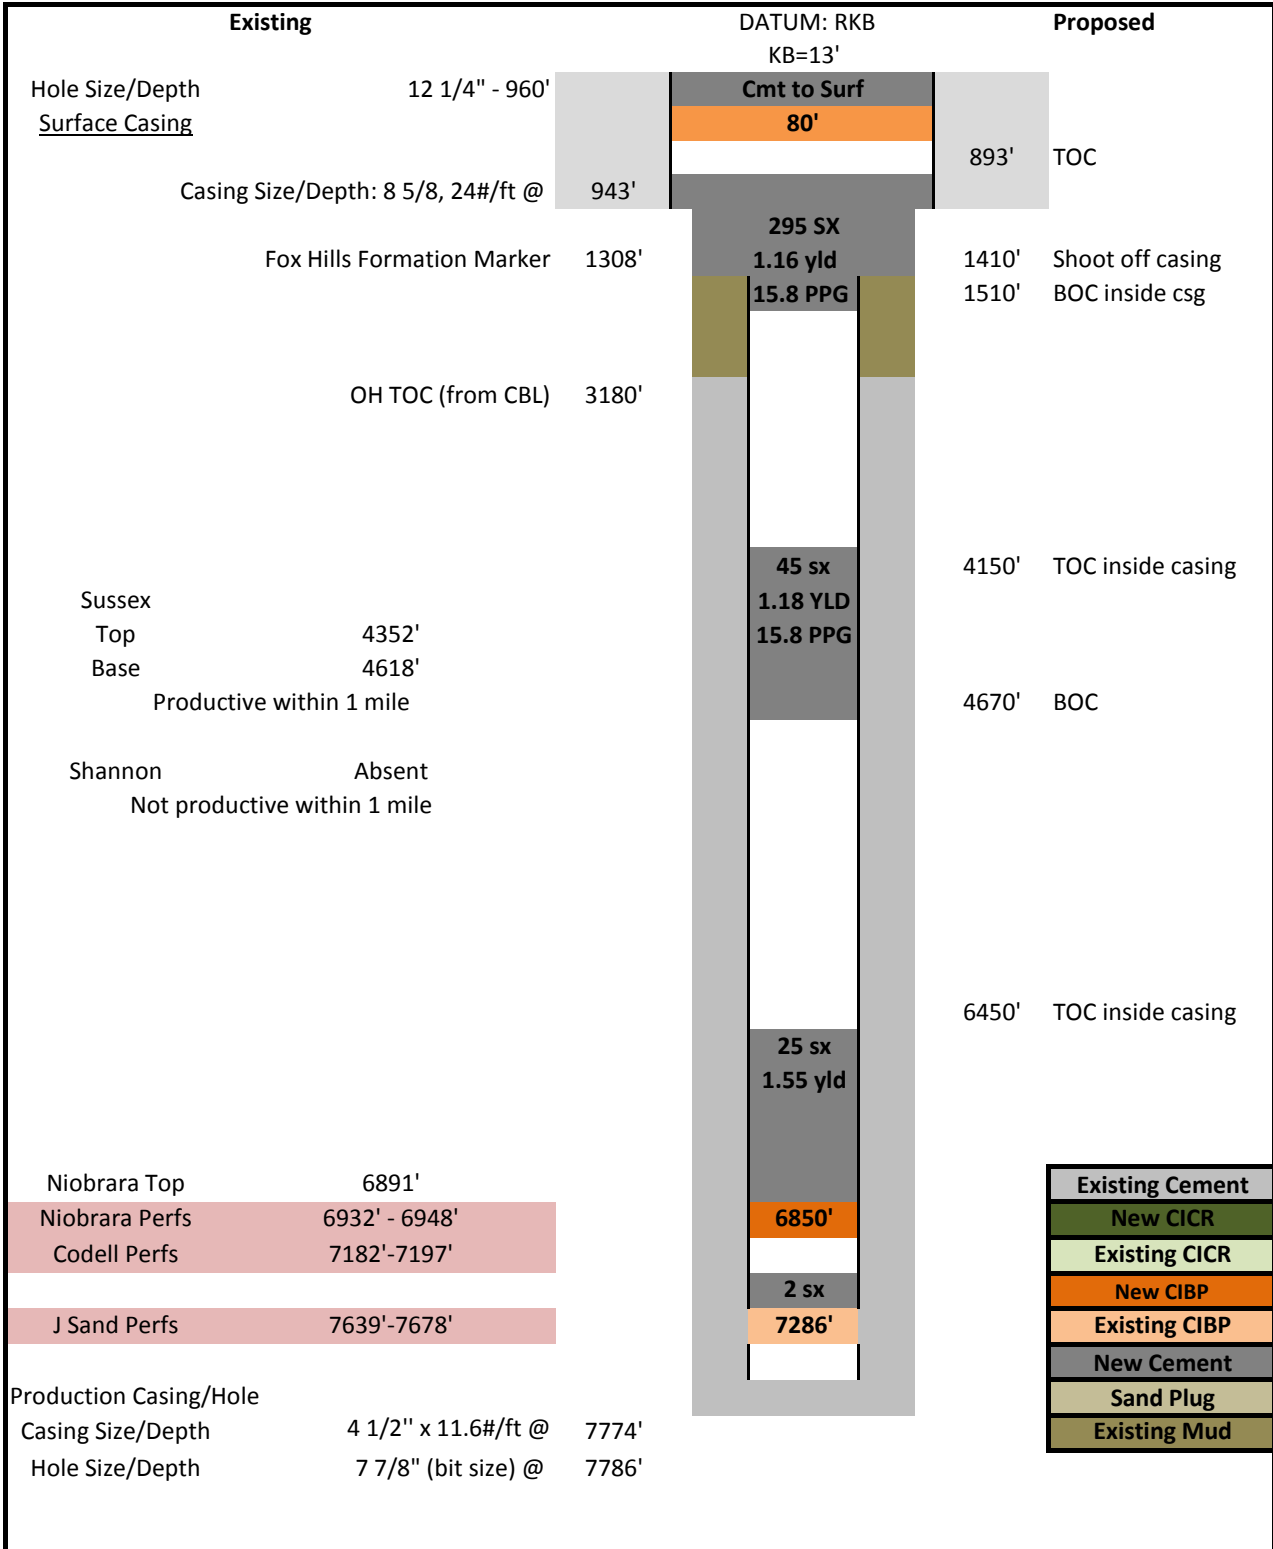 Existing DATUM: RKB Proposed
KB=13'
Hole Size/Depth 12 1/4" - 960' Cmt to Surf
Surface Casing 80'
893' TOC
Casing Size/Depth: 8 5/8, 24#/ft @ 943'
295 SX
Fox Hills Formation Marker 1308' 1.16 yld 1410' Shoot off casing
15.8 PPG 1510' BOC inside csg
OH TOC (from CBL) 3180'
45 sx 4150' TOC inside casing
Sussex 1.18 YLD
Top 4352' 15.8 PPG
Base 4618'
Productive within 1 mile 4670' BOC
Shannon Absent
Not productive within 1 mile
6450' TOC inside casing
25 sx
1.55 yld
Niobrara Top 6891' Existing Cement
Niobrara Perfs 6932' - 6948' 6850' New CICR
Codell Perfs 7182'-7197' Existing CICR
2 sx New CIBP
J Sand Perfs 7639'-7678' 7286' Existing CIBP
New Cement
Production Casing/Hole Sand Plug
Casing Size/Depth 4 1/2'' x 11.6#/ft @ 7774' Existing Mud
Hole Size/Depth 7 7/8" (bit size) @ 7786'